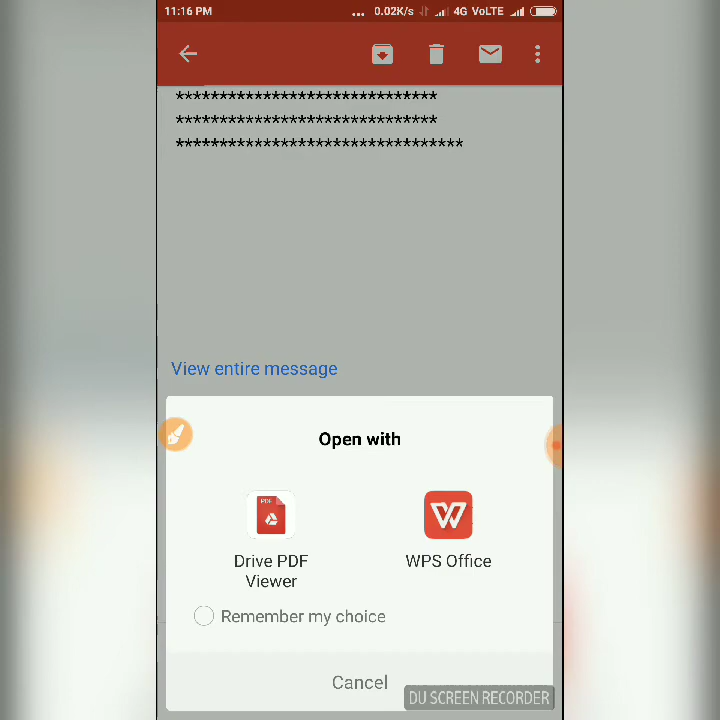 11:16 PM ... 0.02K/s 4G VoLTE
******************************
******************************
*********************************
View entire message
Open with
PDF
Drive PDF
Viewer
WPS Office
Remember my choice
Cancel
DU SCREEN RECORDER